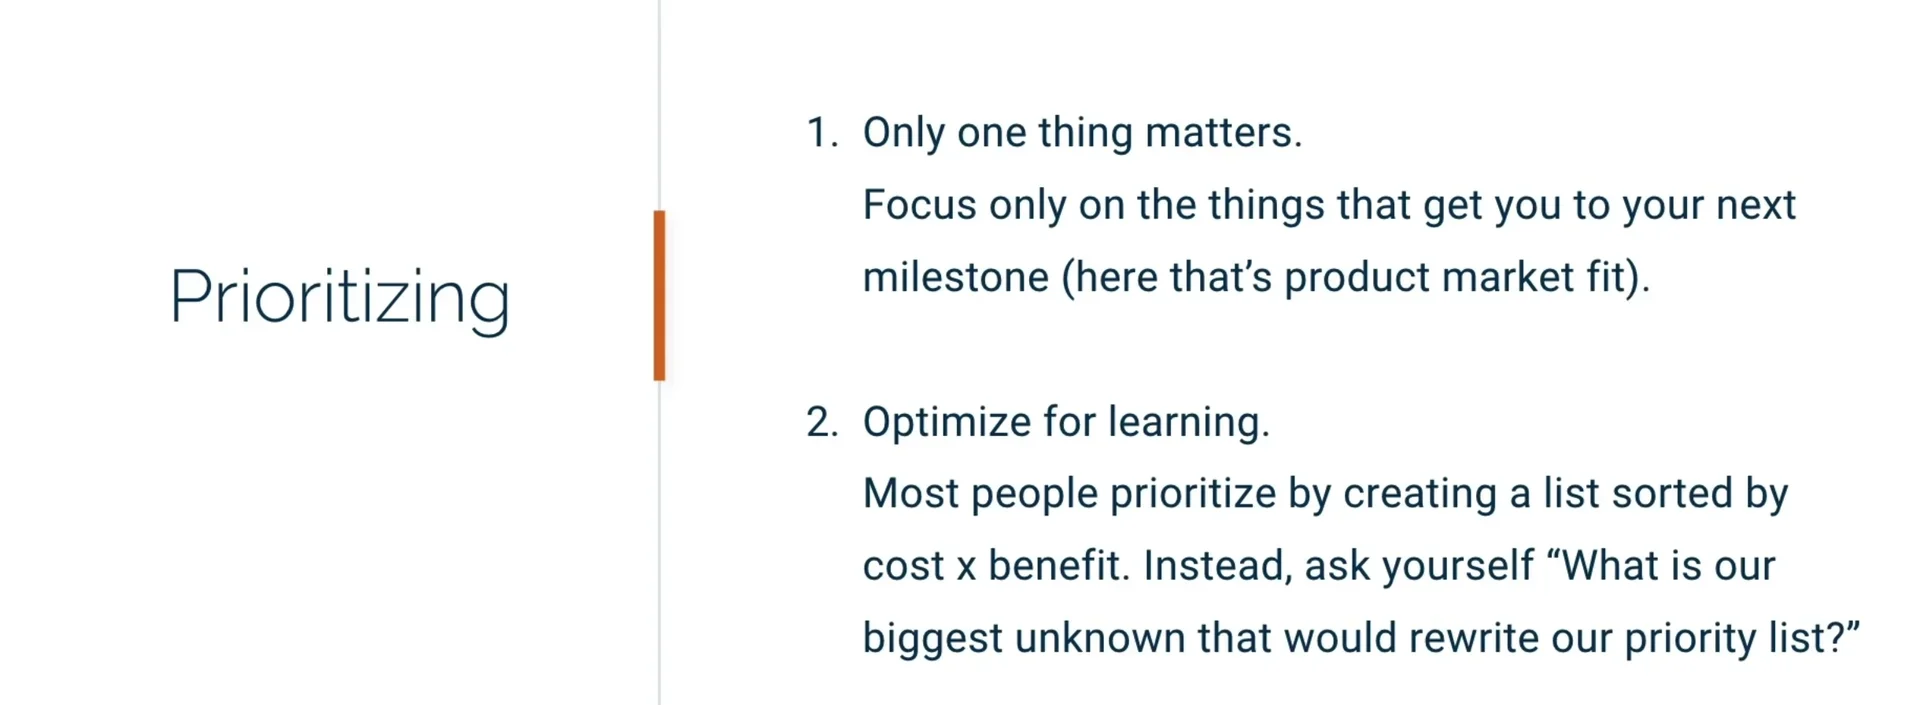 Prioritizing
1. Only one thing matters.
Focus only on the things that get you to your next
milestone (here that’s product market fit).
2. Optimize for learning.
Most people prioritize by creating a list sorted by
cost x benefit. Instead, ask yourself “What is our
biggest unknown that would rewrite our priority list?”